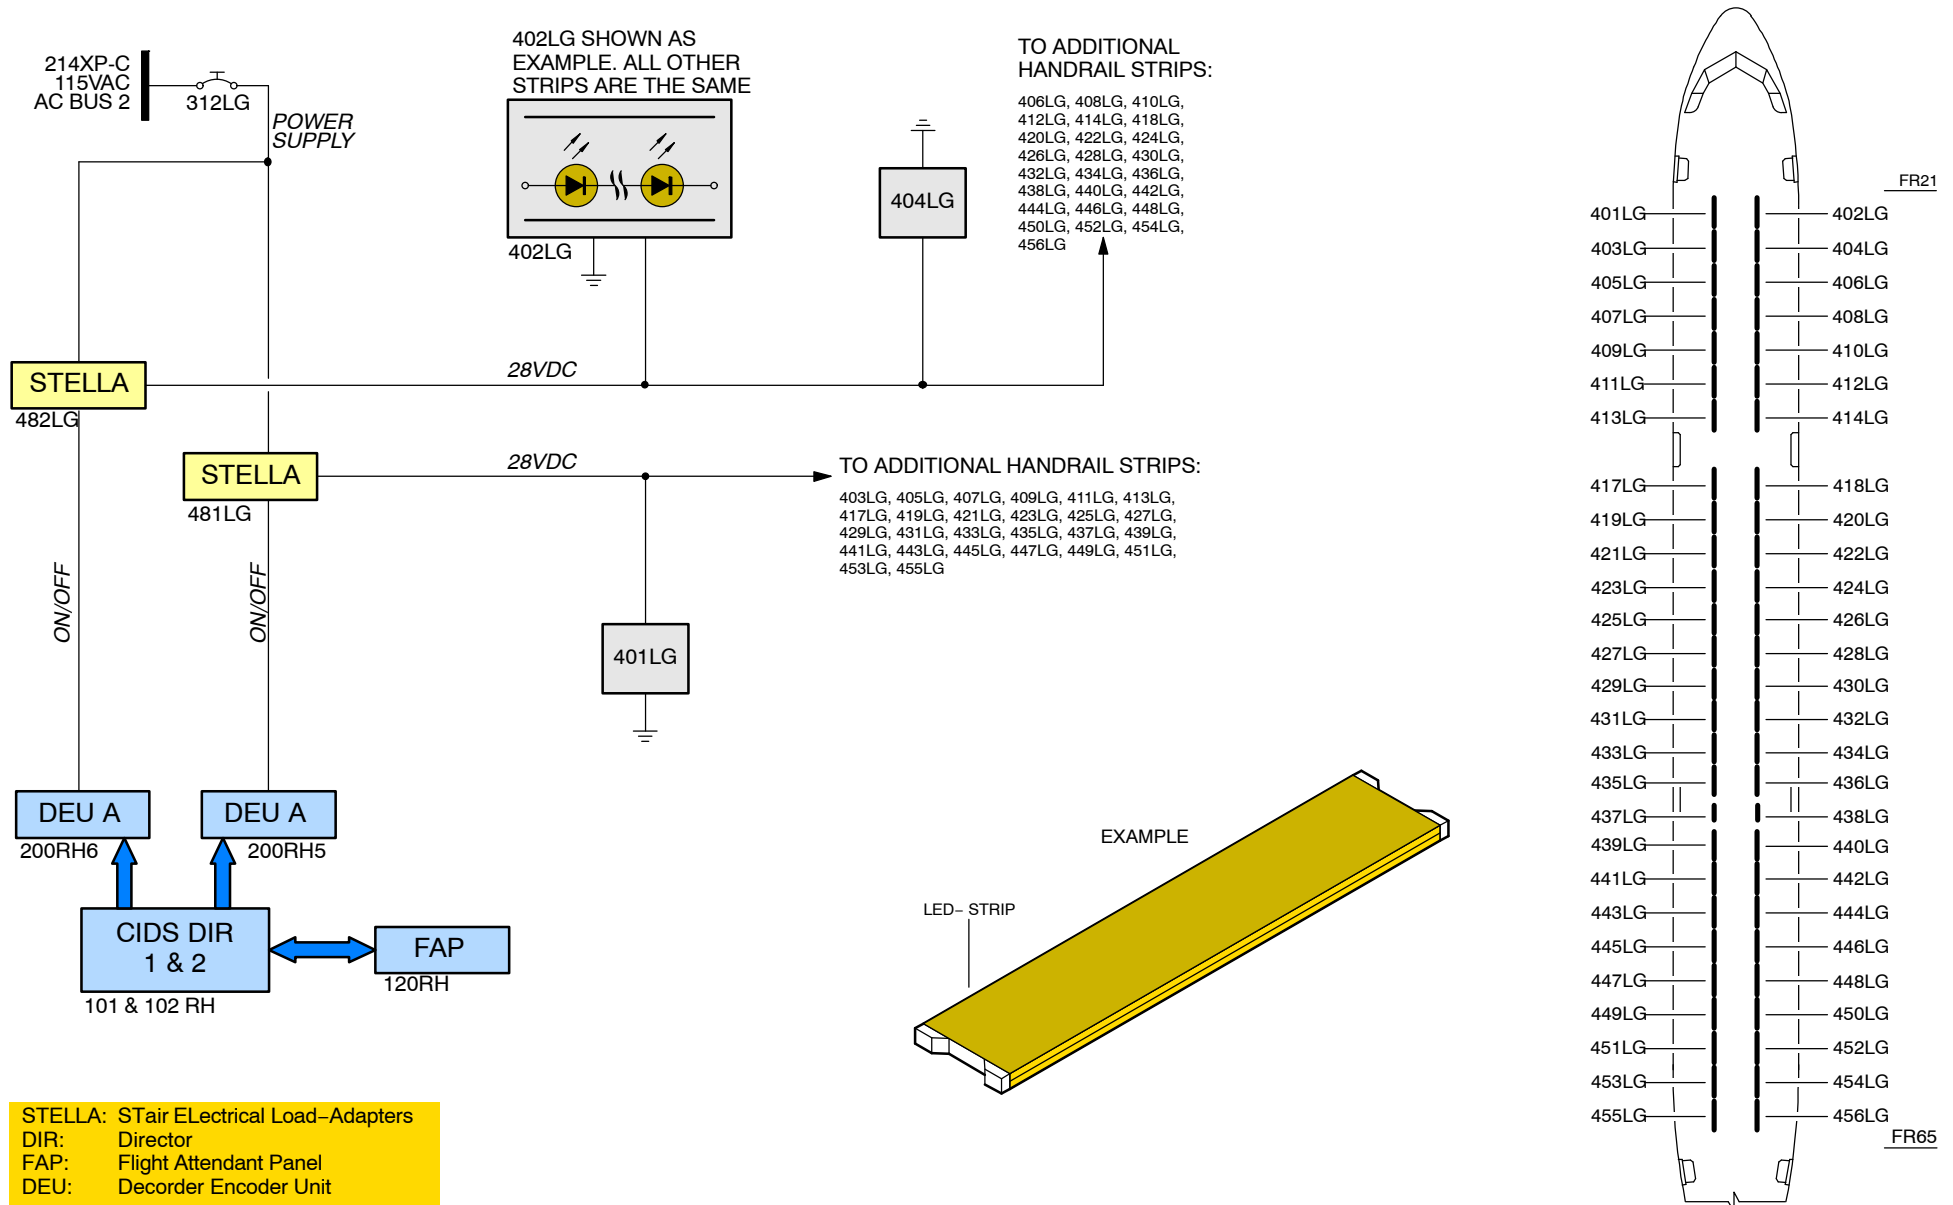 214XP-C
115VAC
AC BUS 2
312LG
POWER
SUPPLY
402LG SHOWN AS
EXAMPLE. ALL OTHER
STRIPS ARE THE SAME
402LG
404LG
TO ADDITIONAL
HANDRAIL STRIPS:
406LG, 408LG, 410LG,
412LG, 414LG, 418LG,
420LG, 422LG, 424LG,
426LG, 428LG, 430LG,
432LG, 434LG, 436LG,
438LG, 440LG, 442LG,
444LG, 446LG, 448LG,
450LG, 452LG, 454LG,
456LG
STELLA
482LG
28VDC
STELLA
481LG
28VDC
TO ADDITIONAL HANDRAIL STRIPS:
403LG, 405LG, 407LG, 409LG, 411LG, 413LG,
417LG, 419LG, 421LG, 423LG, 425LG, 427LG,
429LG, 431LG, 433LG, 435LG, 437LG, 439LG,
441LG, 443LG, 445LG, 447LG, 449LG, 451LG,
453LG, 455LG
401LG
ON/OFF
ON/OFF
DEU A
200RH6
DEU A
200RH5
CIDS DIR
1 & 2
101 & 102 RH
FAP
120RH
EXAMPLE
LED– STRIP
STELLA: STair ELectrical Load–Adapters
DIR: Director
FAP: Flight Attendant Panel
DEU: Decorder Encoder Unit
FR21
401LG 402LG
403LG 404LG
405LG 406LG
407LG 408LG
409LG 410LG
411LG 412LG
413LG 414LG
417LG 418LG
419LG 420LG
421LG 422LG
423LG 424LG
425LG 426LG
427LG 428LG
429LG 430LG
431LG 432LG
433LG 434LG
435LG 436LG
437LG 438LG
439LG 440LG
441LG 442LG
443LG 444LG
445LG 446LG
447LG 448LG
449LG 450LG
451LG 452LG
453LG 454LG
455LG 456LG
FR65